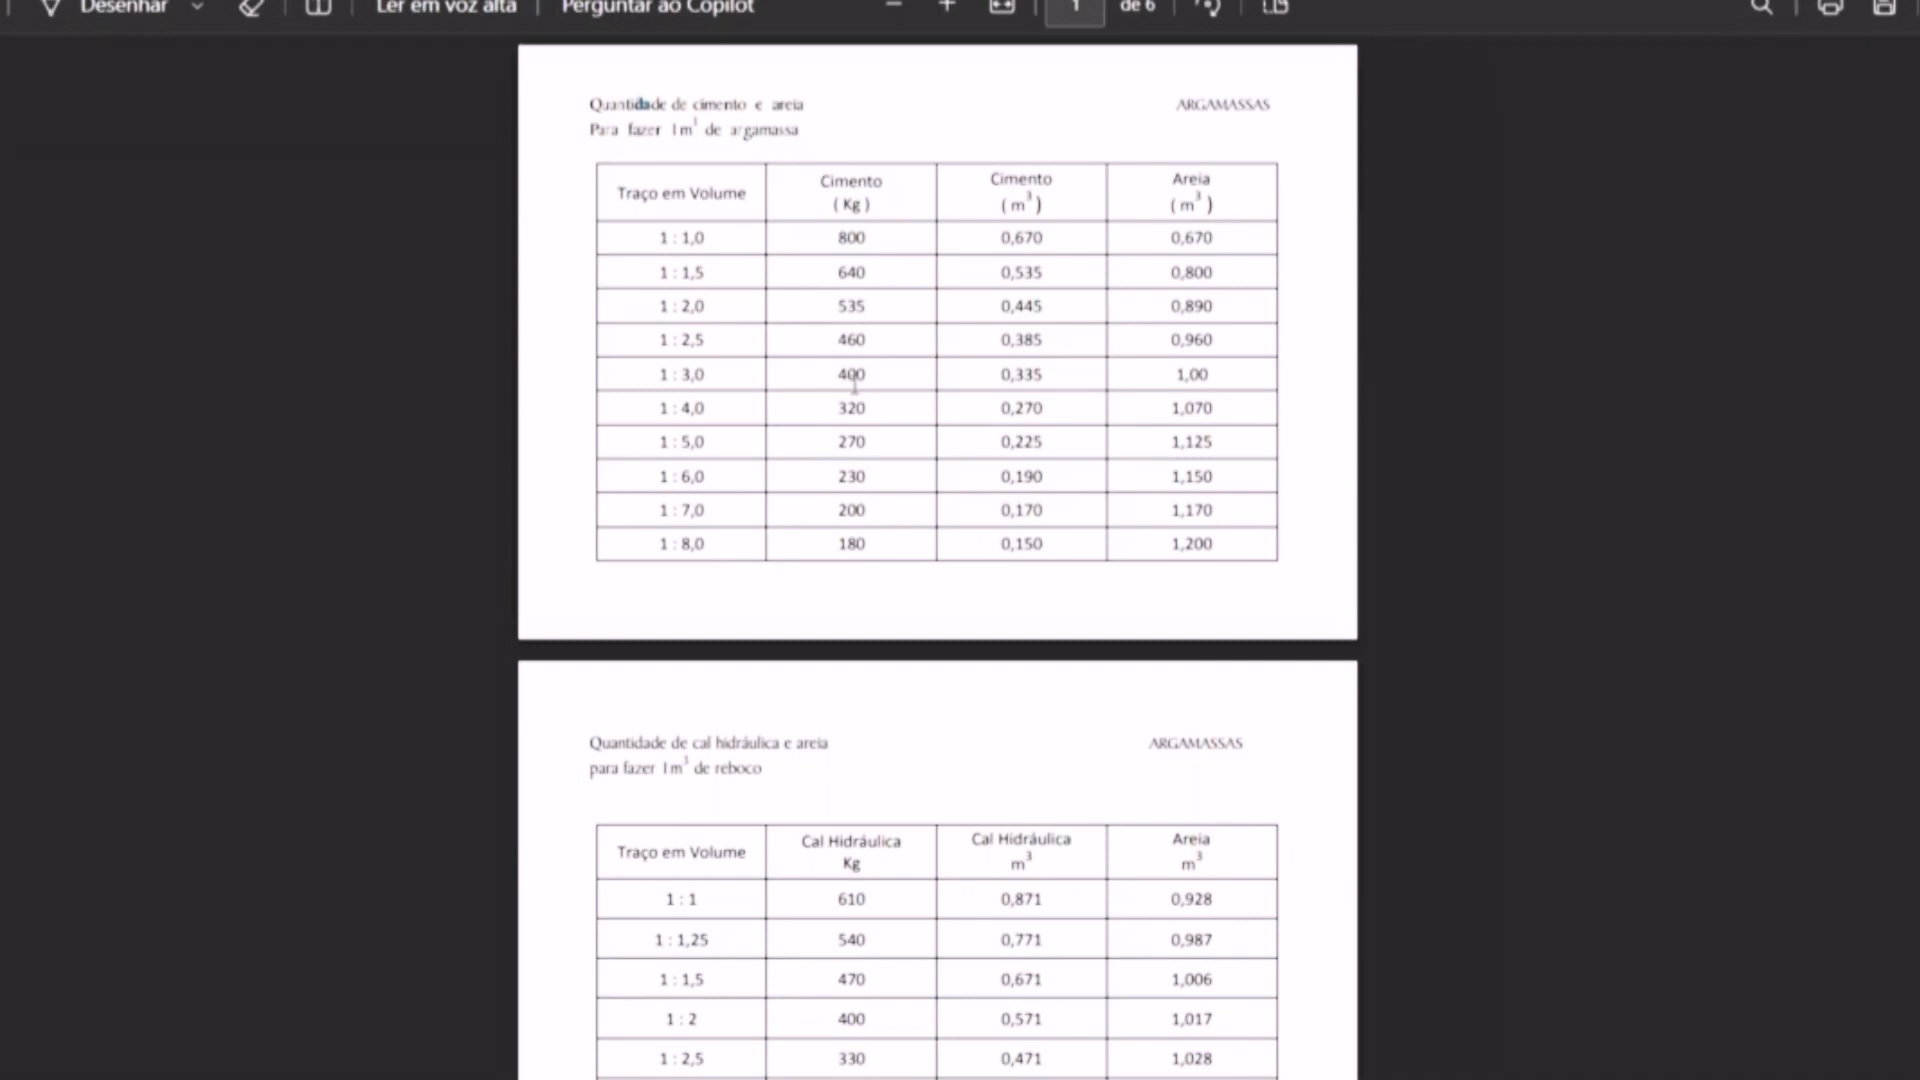 Desenhar
Ler em voz alta
Perguntar ao Copilot
1 de 6
Quantidade de cimento e areia ARGAMASSAS
Para fazer 1m³ de argamassa
Traço em Volume Cimento (Kg) Cimento (m³) Areia (m³)
1 : 1,0 800 0,670 0,670
1 : 1,5 640 0,535 0,800
1 : 2,0 535 0,445 0,890
1 : 2,5 460 0,385 0,960
1 : 3,0 400 0,335 1,00
1 : 4,0 320 0,270 1,070
1 : 5,0 270 0,225 1,125
1 : 6,0 230 0,190 1,150
1 : 7,0 200 0,170 1,170
1 : 8,0 180 0,150 1,200
Quantidade de cal hidráulica e areia ARGAMASSAS
para fazer 1m³ de reboco
Traço em Volume Cal Hidráulica Kg Cal Hidráulica m³ Areia m³
1 : 1 610 0,871 0,928
1 : 1,25 540 0,771 0,987
1 : 1,5 470 0,671 1,006
1 : 2 400 0,571 1,017
1 : 2,5 330 0,471 1,028